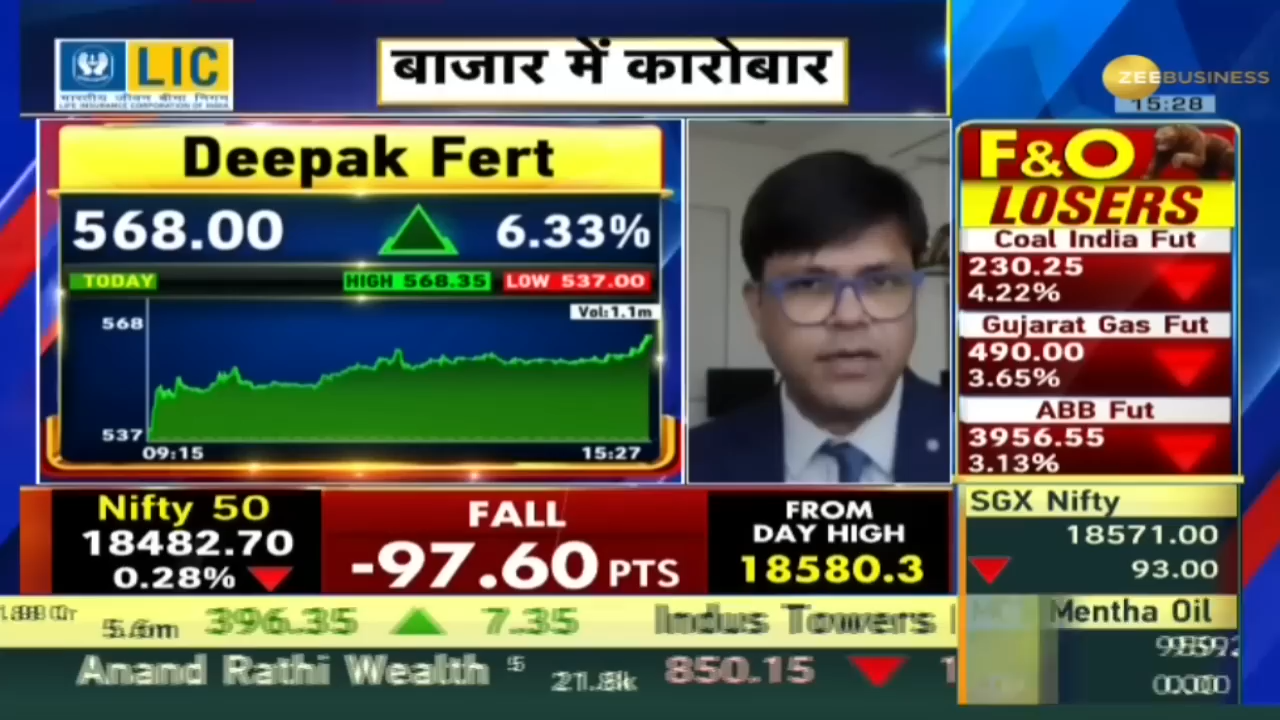 LIC
भारतीय जीवन बीमा निगम
LIFE INSURANCE CORPORATION OF INDIA
बाजार में कारोबार
ZEEBUSINESS
15:28
Deepak Fert
568.00 6.33%
TODAY HIGH 568.35 LOW 537.00
Vol:1.1m
568
537
09:15 15:27
F&O
LOSERS
Coal India Fut
230.25
4.22%
Gujarat Gas Fut
490.00
3.65%
ABB Fut
3956.55
3.13%
Nifty 50
18482.70
0.28%
FALL
-97.60 PTS
FROM
DAY HIGH
18580.3
SGX Nifty
18571.00
93.00
Mentha Oil
396.35 7.35 Indus Towers
Anand Rathi Wealth 850.15